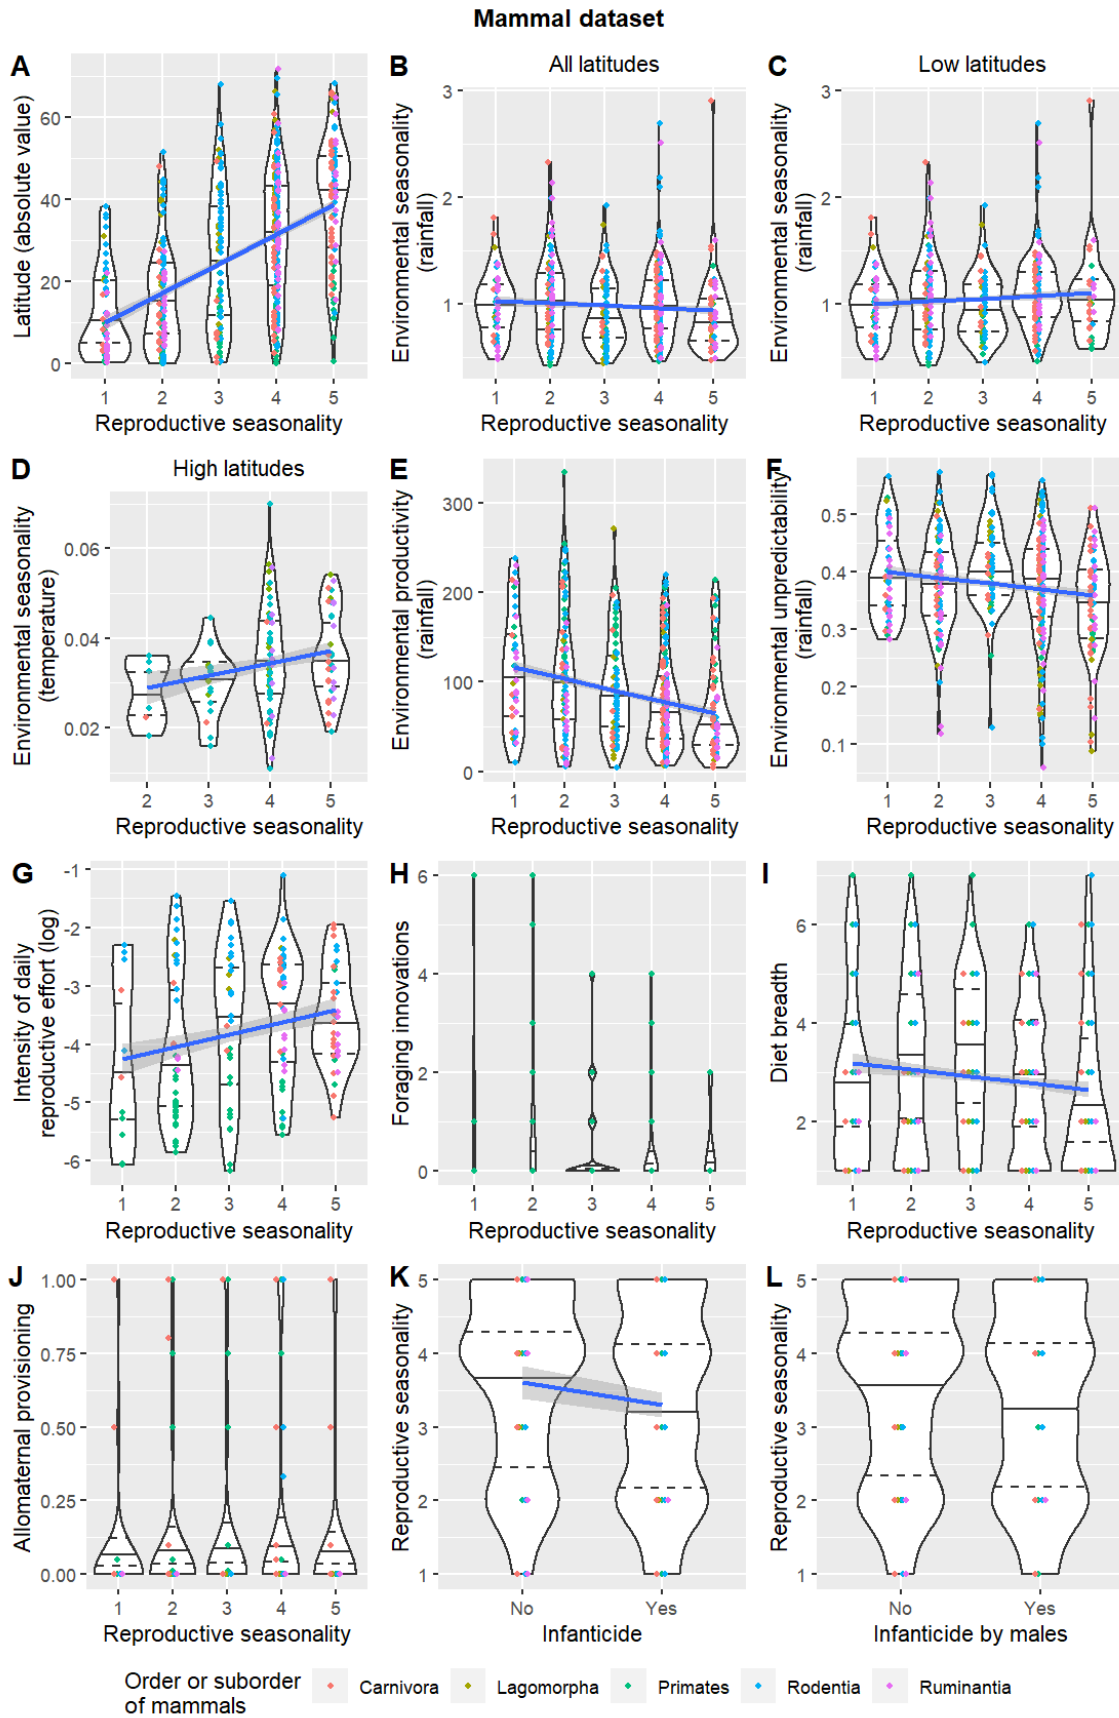 Mammal dataset
A
Latitude (absolute value)
60
40
20
0
1 2 3 4 5
Reproductive seasonality
B
All latitudes
Environmental seasonality
(rainfall)
3
2
1
1 2 3 4 5
Reproductive seasonality
C
Low latitudes
Environmental seasonality
(rainfall)
3
2
1
1 2 3 4 5
Reproductive seasonality
D
High latitudes
Environmental seasonality
(temperature)
0.06
0.04
0.02
2 3 4 5
Reproductive seasonality
E
Environmental productivity
(rainfall)
300
200
100
0
1 2 3 4 5
Reproductive seasonality
F
Environmental unpredictability
(rainfall)
0.5
0.4
0.3
0.2
0.1
1 2 3 4 5
Reproductive seasonality
G
Intensity of daily
reproductive effort (log)
-1
-2
-3
-4
-5
-6
1 2 3 4 5
Reproductive seasonality
H
Foraging innovations
6
4
2
0
1 2 3 4 5
Reproductive seasonality
I
Diet breadth
6
4
2
1 2 3 4 5
Reproductive seasonality
J
Allomaternal provisioning
1.00
0.75
0.50
0.25
0.00
1 2 3 4 5
Reproductive seasonality
K
Reproductive seasonality
5
4
3
2
1
No Yes
Infanticide
L
Reproductive seasonality
5
4
3
2
1
No Yes
Infanticide by males
Order or suborder
of mammals
Carnivora Lagomorpha Primates Rodentia Ruminantia